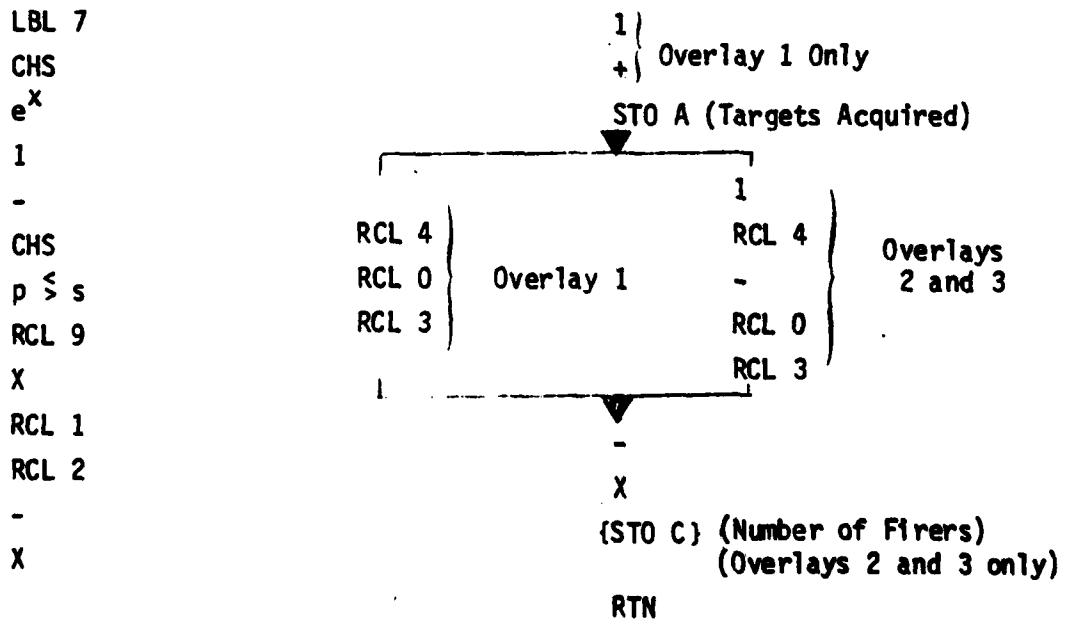 LBL 7
CHS
e^X
1
-
CHS
p ≶ s
RCL 9
X
RCL 1
RCL 2
-
X
1
+
Overlay 1 Only
STO A (Targets Acquired)
RCL 4
RCL 0
RCL 3
Overlay 1
1
RCL 4
-
RCL 0
RCL 3
Overlays
2 and 3
-
X
{STO C} (Number of Firers)
(Overlays 2 and 3 only)
RTN